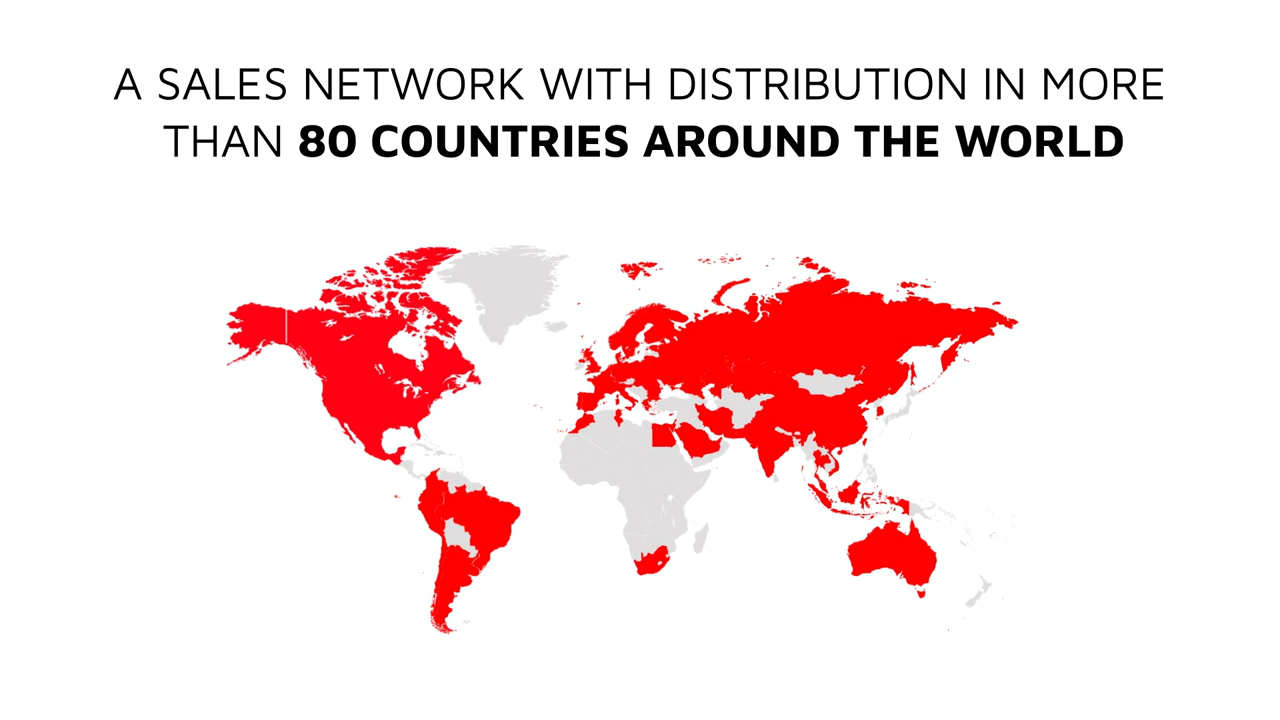 A SALES NETWORK WITH DISTRIBUTION IN MORE
THAN 80 COUNTRIES AROUND THE WORLD